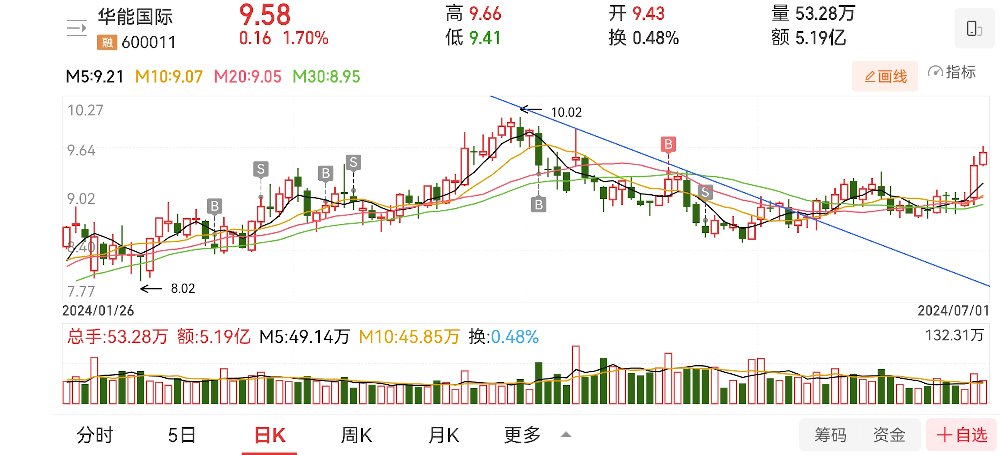 华能国际 9.58 高 9.66 开 9.43 量 53.28万
融 600011 0.16 1.70% 低 9.41 换 0.48% 额 5.19亿
M5:9.21 M10:9.07 M20:9.05 M30:8.95 画线 指标
10.27
10.02
9.64
B
S
B
S
B
B
S
9.02
8.40
8.02
7.77
2024/01/26 2024/07/01
总手:53.28万 额:5.19亿 M5:49.14万 M10:45.85万 换:0.48% 132.31万
分时 5日 日K 周K 月K 更多 筹码 资金 +自选